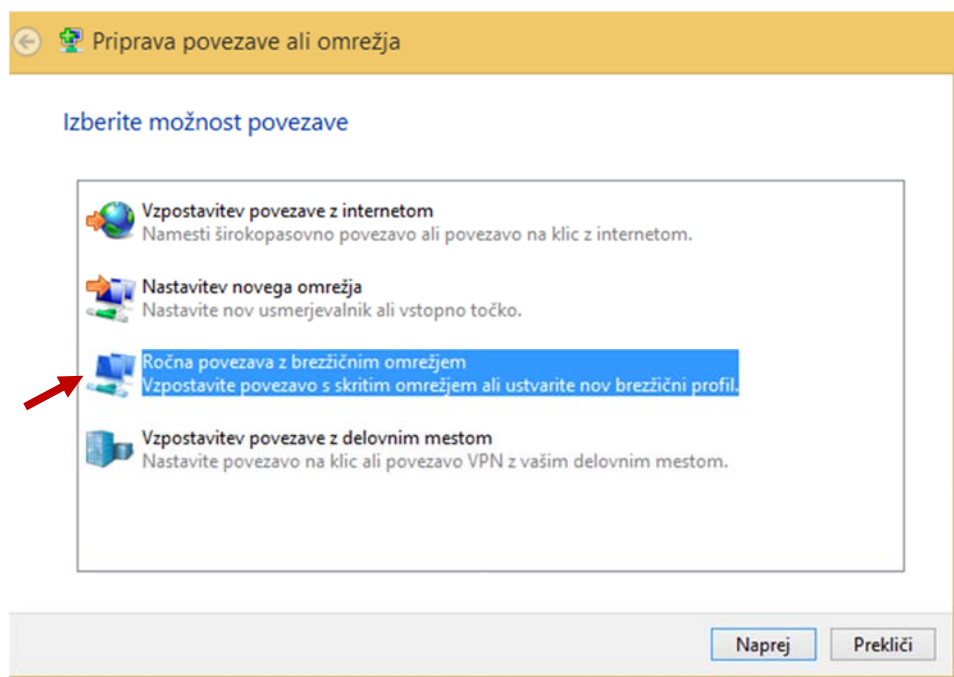 Priprava povezave ali omrežja
Izberite možnost povezave
Vzpostavitev povezave z internetom
Namesti širokopasovno povezavo ali povezavo na klic z internetom.
Nastavitev novega omrežja
Nastavite nov usmerjevalnik ali vstopno točko.
Ročna povezava z brezžičnim omrežjem
Vzpostavite povezavo s skritim omrežjem ali ustvarite nov brezžični profil.
Vzpostavitev povezave z delovnim mestom
Nastavite povezavo na klic ali povezavo VPN z vašim delovnim mestom.
Naprej
Prekliči